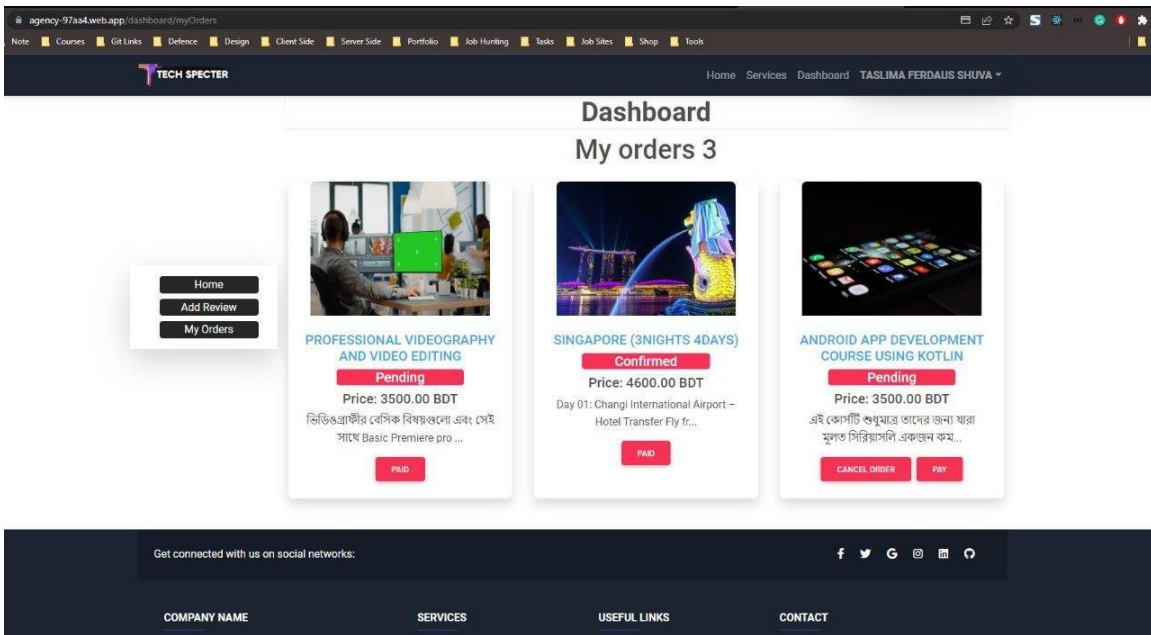 agency-97aa4.web.app/dashboard/myOrders
Note Courses Git Links Defence Design Client Side Server Side Portfolio Job Hunting Tasks Job Sites Shop Tools
TECH SPECTER
Home Services Dashboard TASLIMA FERDAUS SHUVA
Dashboard
My orders 3
Home
Add Review
My Orders
PROFESSIONAL VIDEOGRAPHY
AND VIDEO EDITING
Pending
Price: 3500.00 BDT
ভিডিওগ্রাফীর বেসিক বিষয়গুলো এবং সেই
সাথে Basic Premiere pro ...
PAID
SINGAPORE (3NIGHTS 4DAYS)
Confirmed
Price: 4600.00 BDT
Day 01: Changi International Airport –
Hotel Transfer Fly fr...
PAID
ANDROID APP DEVELOPMENT
COURSE USING KOTLIN
Pending
Price: 3500.00 BDT
এই কোর্সটি শুধুমাত্র তাদের জন্য যারা
মূলত সিরিয়াসলি একজন কম...
CANCEL ORDER PAY
Get connected with us on social networks:
COMPANY NAME SERVICES USEFUL LINKS CONTACT